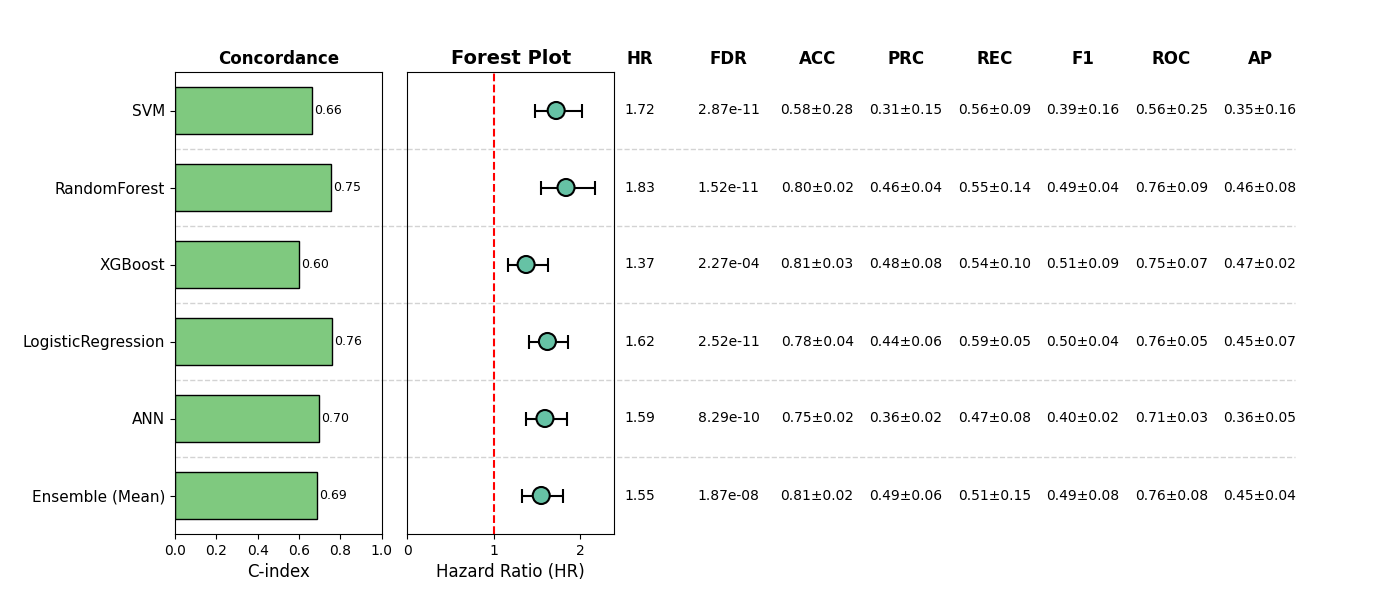 Concordance Forest Plot HR FDR ACC PRC REC F1 ROC AP
SVM 0.66 1.72 2.87e-11 0.58±0.28 0.31±0.15 0.56±0.09 0.39±0.16 0.56±0.25 0.35±0.16
RandomForest 0.75 1.83 1.52e-11 0.80±0.02 0.46±0.04 0.55±0.14 0.49±0.04 0.76±0.09 0.46±0.08
XGBoost 0.60 1.37 2.27e-04 0.81±0.03 0.48±0.08 0.54±0.10 0.51±0.09 0.75±0.07 0.47±0.02
LogisticRegression 0.76 1.62 2.52e-11 0.78±0.04 0.44±0.06 0.59±0.05 0.50±0.04 0.76±0.05 0.45±0.07
ANN 0.70 1.59 8.29e-10 0.75±0.02 0.36±0.02 0.47±0.08 0.40±0.02 0.71±0.03 0.36±0.05
Ensemble (Mean) 0.69 1.55 1.87e-08 0.81±0.02 0.49±0.06 0.51±0.15 0.49±0.08 0.76±0.08 0.45±0.04
0.0 0.2 0.4 0.6 0.8 1.0 0 1 2
C-index Hazard Ratio (HR)